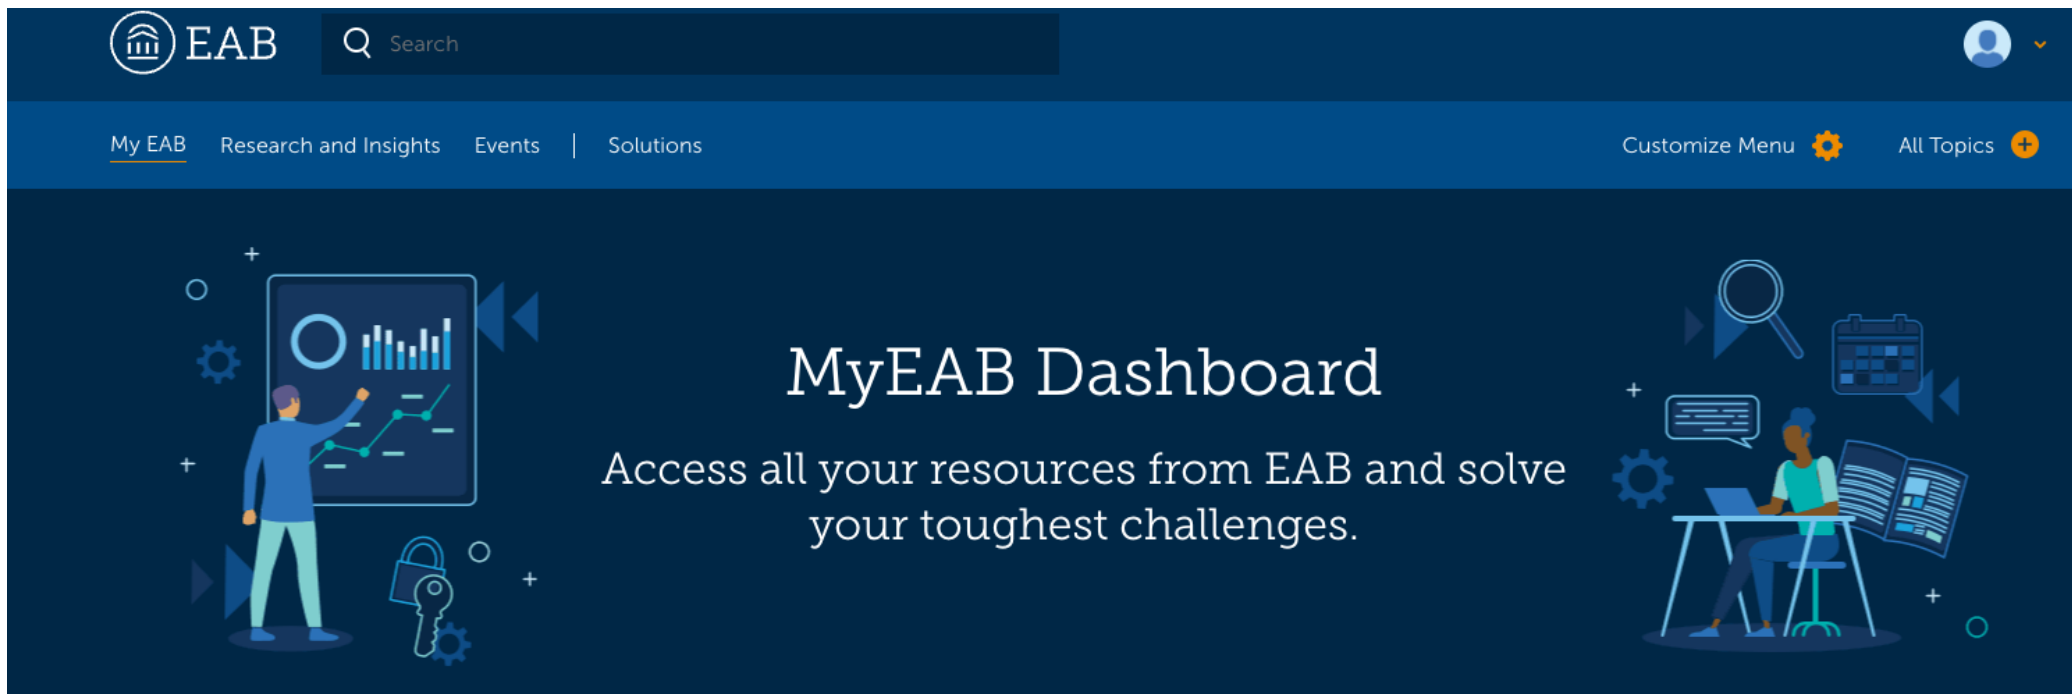 EAB
Search
My EAB
Research and Insights
Events
Solutions
Customize Menu
All Topics
MyEAB Dashboard
Access all your resources from EAB and solve
your toughest challenges.